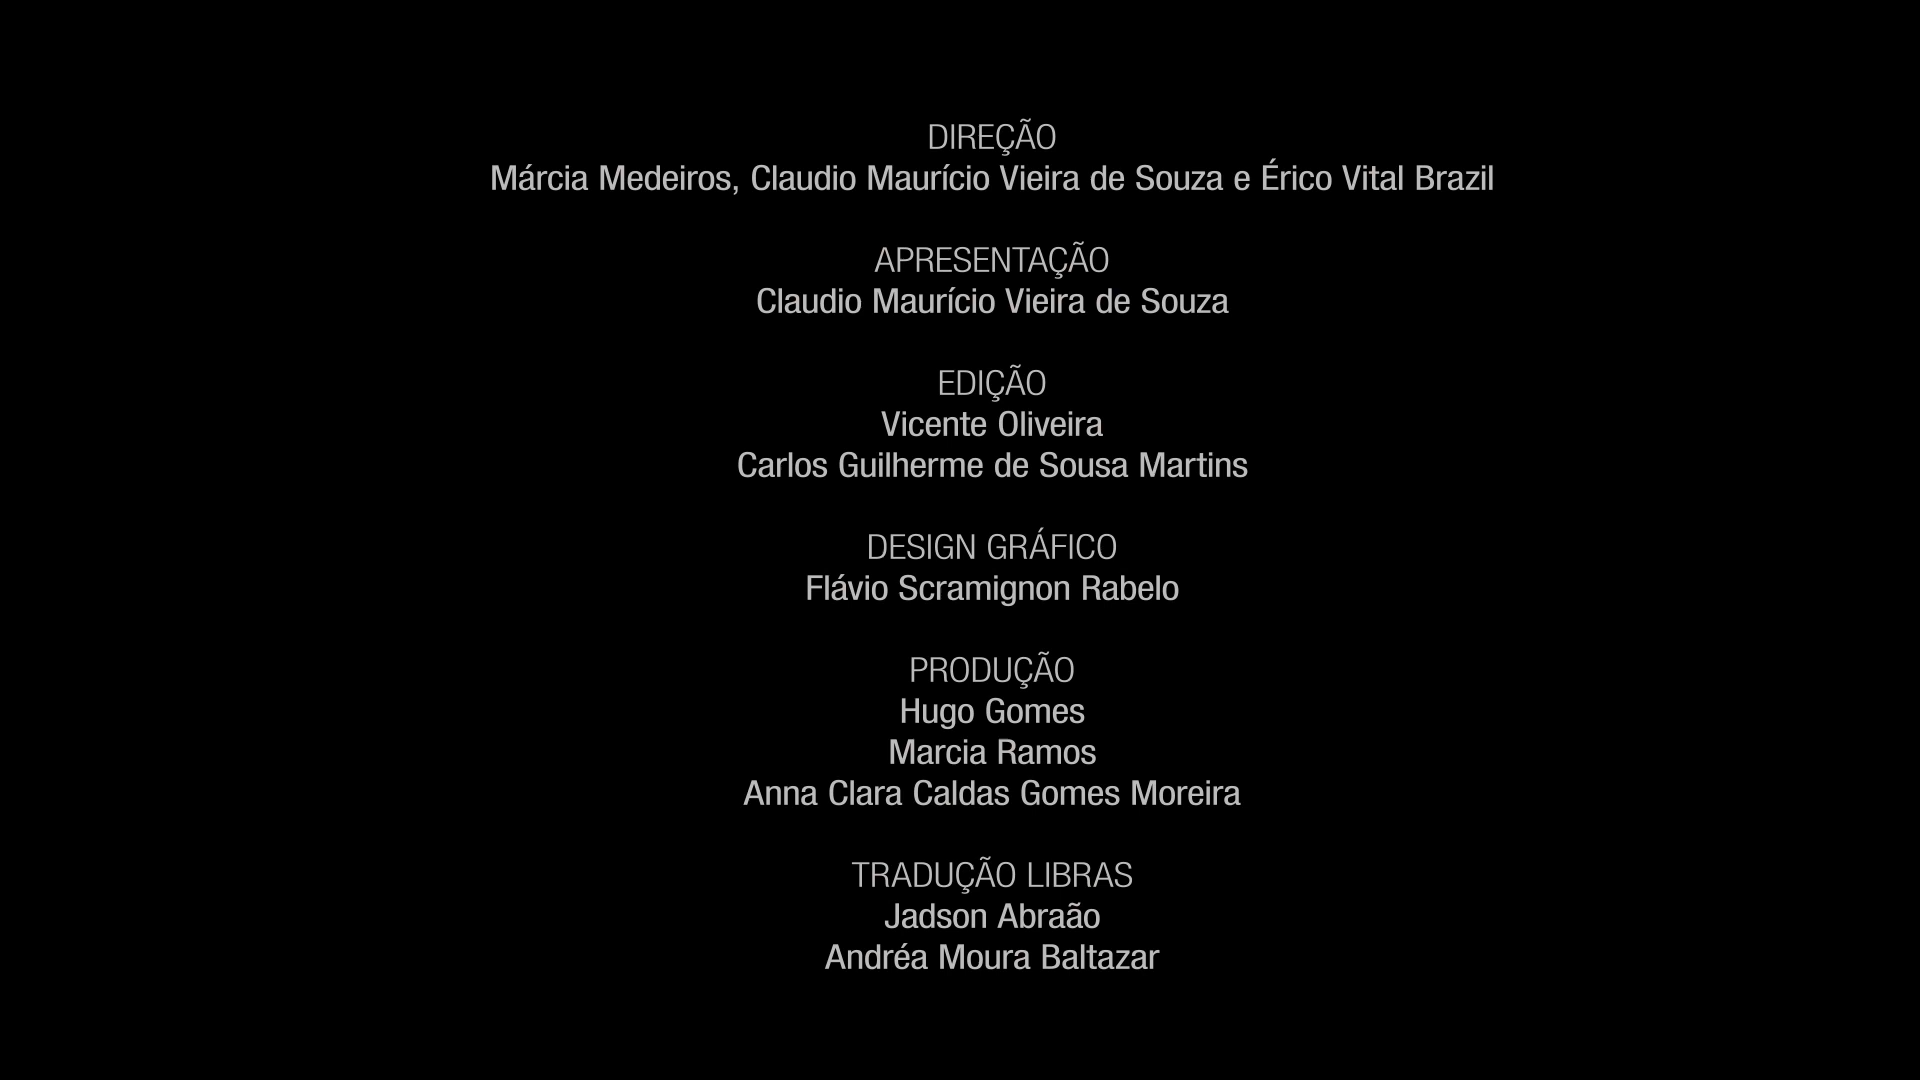 DIREÇÃO
Márcia Medeiros, Claudio Maurício Vieira de Souza e Érico Vital Brazil
APRESENTAÇÃO
Claudio Maurício Vieira de Souza
EDIÇÃO
Vicente Oliveira
Carlos Guilherme de Sousa Martins
DESIGN GRÁFICO
Flávio Scramignon Rabelo
PRODUÇÃO
Hugo Gomes
Marcia Ramos
Anna Clara Caldas Gomes Moreira
TRADUÇÃO LIBRAS
Jadson Abraão
Andréa Moura Baltazar